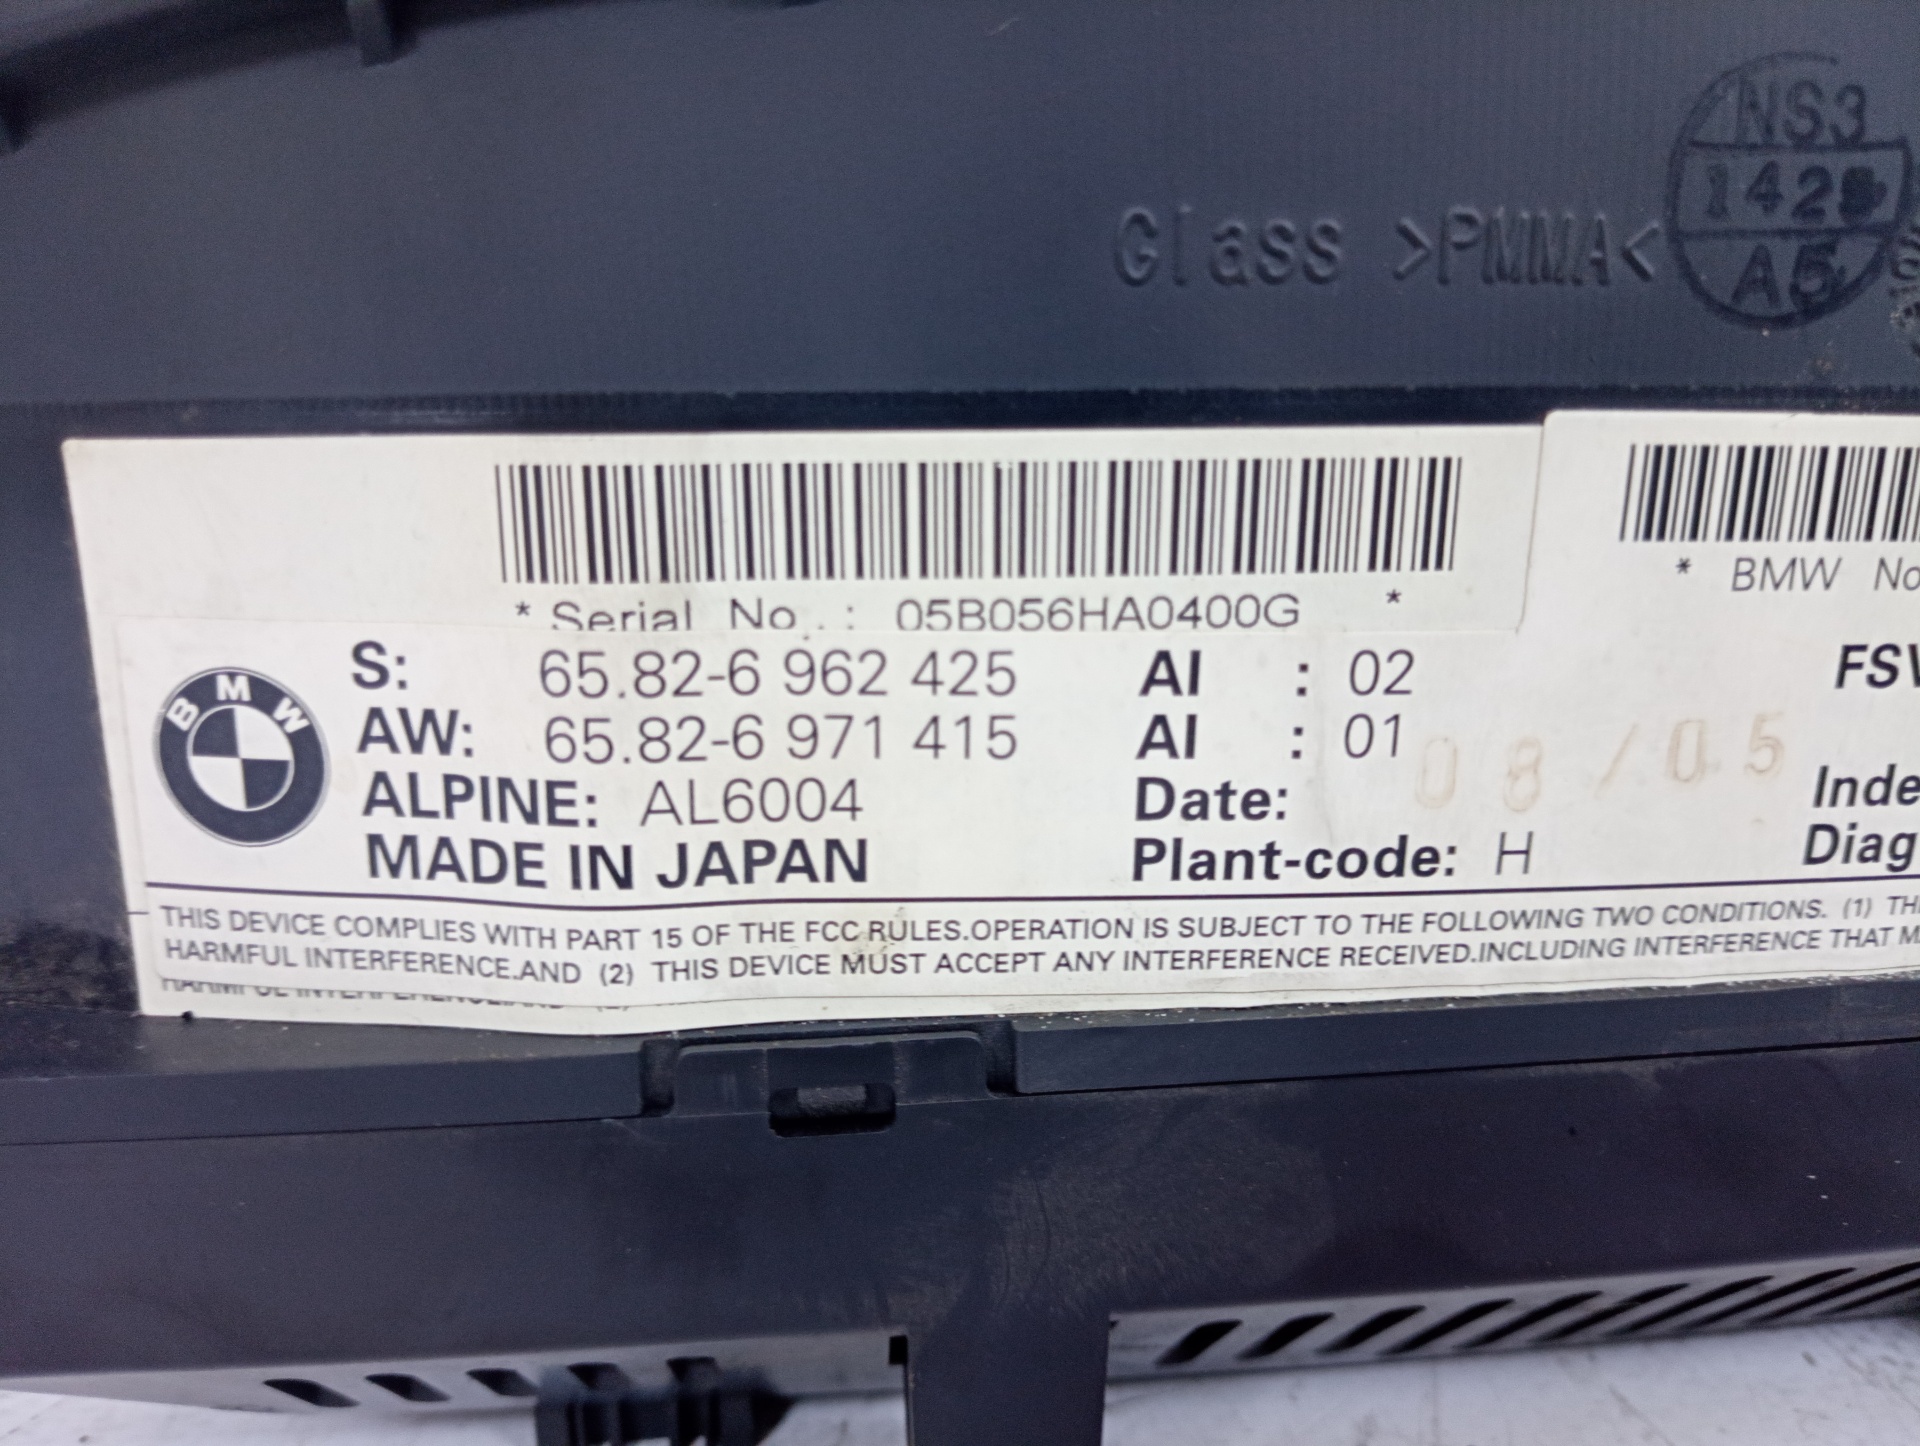 NS3
A5
Class >PMMA<
* Serial No. : 05B056HA0400G *
* BMW No
BMW
S: 65.82-6 962 425 AI : 02
AW: 65.82-6 971 415 AI : 01
ALPINE: AL6004 Date: 08/05
MADE IN JAPAN Plant-code: H
FSV
Inde
Diag
THIS DEVICE COMPLIES WITH PART 15 OF THE FCC RULES.OPERATION IS SUBJECT TO THE FOLLOWING TWO CONDITIONS. (1) THI
HARMFUL INTERFERENCE.AND (2) THIS DEVICE MUST ACCEPT ANY INTERFERENCE RECEIVED.INCLUDING INTERFERENCE THAT M